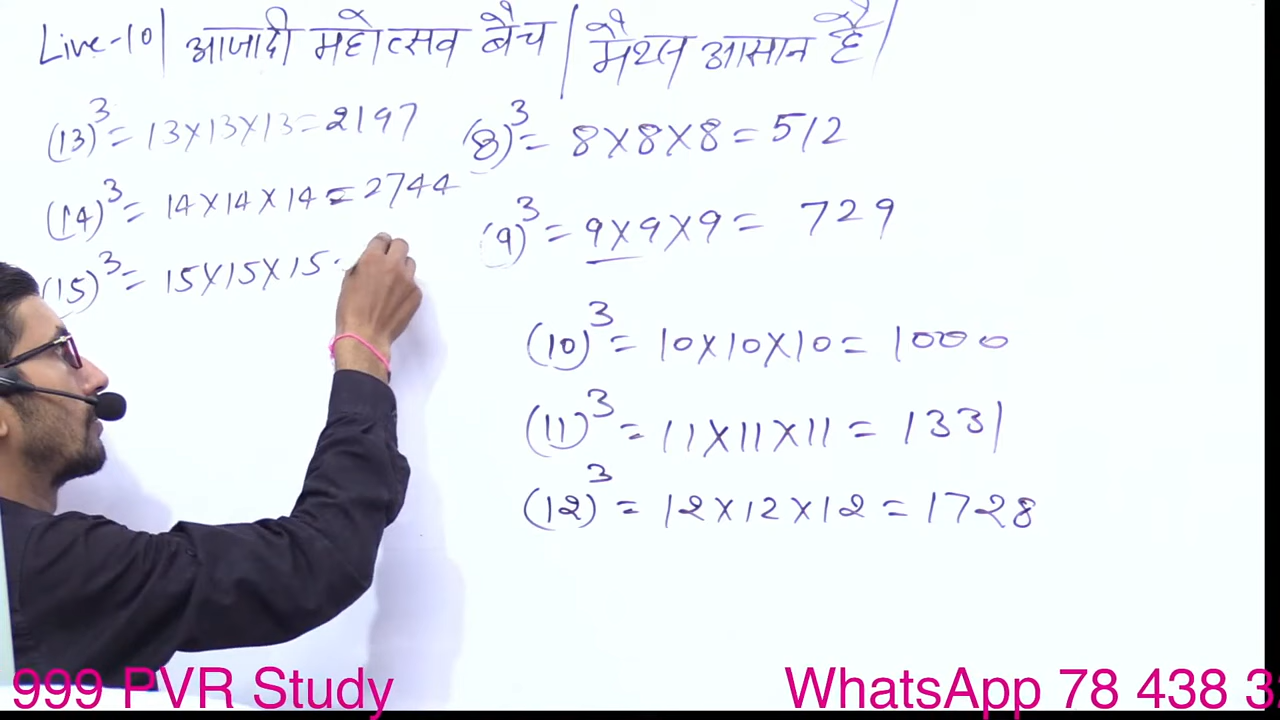 Live-10| आजादी महोत्सव बैच / मैथ्स आसान है/
(13)³ = 13×13×13 = 2197
(14)³ = 14×14×14 = 2744
(15)³ = 15×15×15
(8)³ = 8×8×8 = 512
(9)³ = 9×9×9 = 729
(10)³ = 10×10×10 = 1000
(11)³ = 11×11×11 = 1331
(12)³ = 12×12×12 = 1728
999 PVR Study
WhatsApp 78 438 3